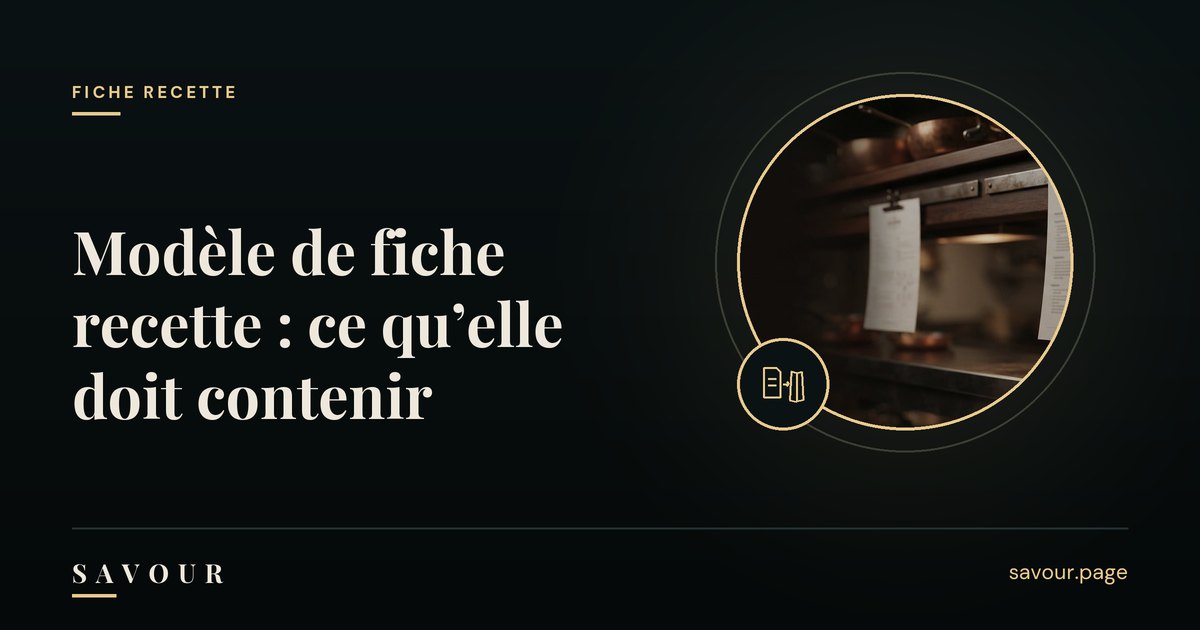 FICHE RECETTE
Modèle de fiche
recette : ce qu’elle
doit contenir
SAVOUR
savour.page